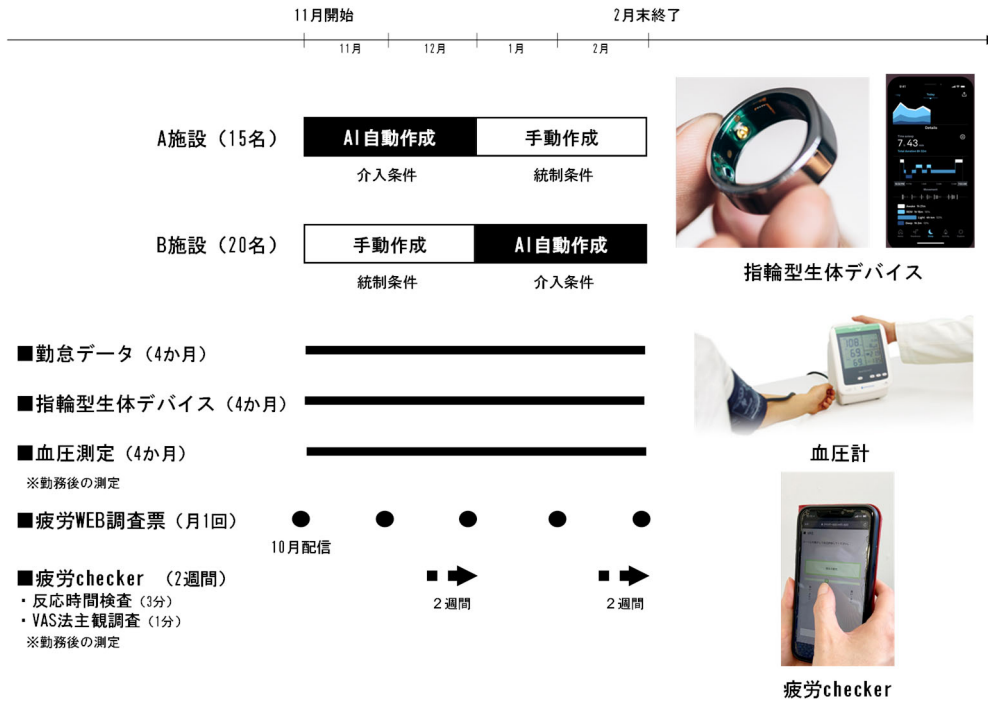 11月開始
2月末終了
11月
12月
1月
2月
A施設（15名）
AI自動作成
手動作成
介入条件
統制条件
B施設（20名）
手動作成
AI自動作成
統制条件
介入条件
指輪型生体デバイス
■勤怠データ（4か月）
■指輪型生体デバイス（4か月）
■血圧測定（4か月）
※勤務後の測定
血圧計
■疲労WEB調査票（月1回）
10月配信
■疲労checker （2週間）
・反応時間検査（3分）
・VAS法主観調査（1分）
※勤務後の測定
２週間
２週間
疲労checker
Today
Details
7.43
108
69
69